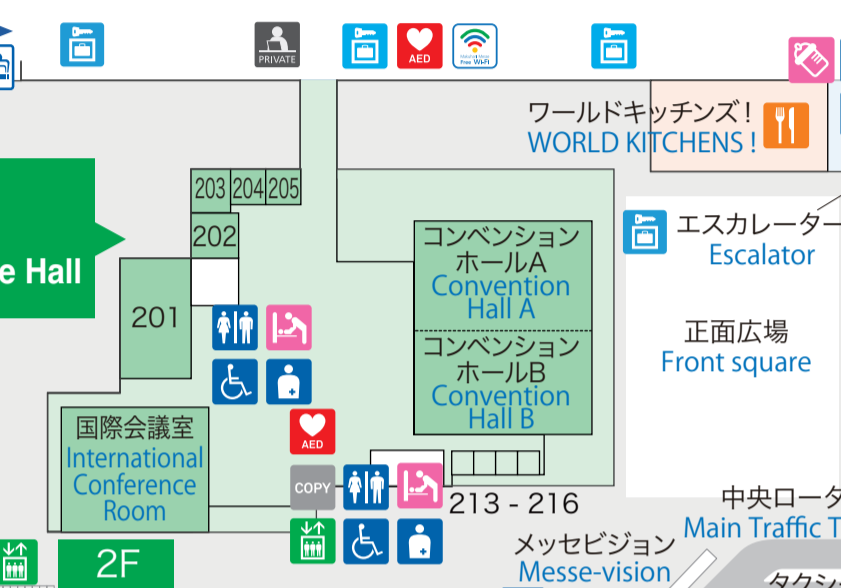 PRIVATE
AED
Free Wi-Fi
ワールドキッチンズ！
WORLD KITCHENS !
203 204 205
202
e Hall
201
コンベンション
ホールA
Convention
Hall A
コンベンション
ホールB
Convention
Hall B
エスカレーター
Escalator
正面広場
Front square
国際会議室
International
Conference
Room
AED
COPY
213 - 216
2F
メッセビジョン
Messe-vision
中央ロータ
Main Traffic T
タクシ